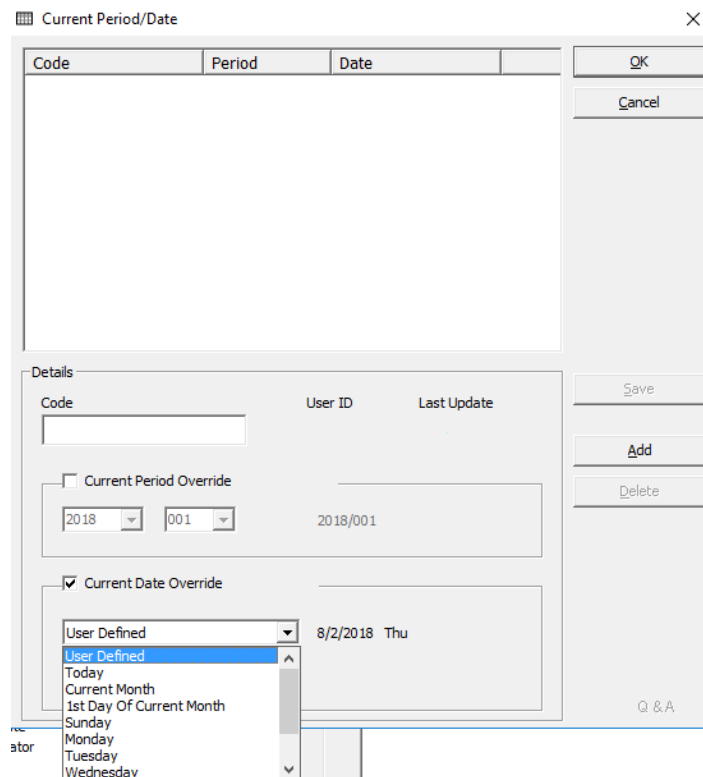 Current Period/Date
Code Period Date
OK
Cancel
Details
Code User ID Last Update
Save
Add
Delete
Current Period Override
2018 001 2018/001
Current Date Override
User Defined 8/2/2018 Thu
User Defined
Today
Current Month
1st Day Of Current Month
Sunday
Monday
Tuesday
Wednesday
Q & A
ator